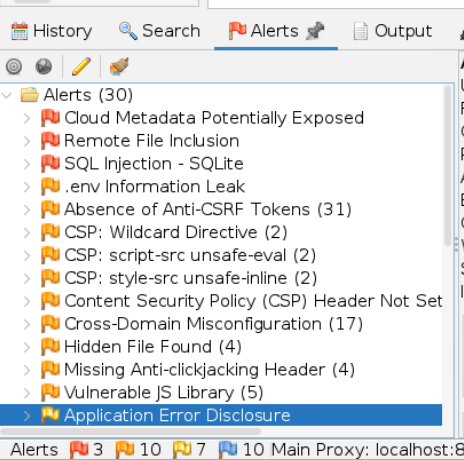 History Search Alerts Output
Alerts (30)
Cloud Metadata Potentially Exposed
Remote File Inclusion
SQL Injection - SQLite
.env Information Leak
Absence of Anti-CSRF Tokens (31)
CSP: Wildcard Directive (2)
CSP: script-src unsafe-eval (2)
CSP: style-src unsafe-inline (2)
Content Security Policy (CSP) Header Not Set
Cross-Domain Misconfiguration (17)
Hidden File Found (4)
Missing Anti-clickjacking Header (4)
Vulnerable JS Library (5)
Application Error Disclosure
Alerts 3 10 7 10 Main Proxy: localhost:8